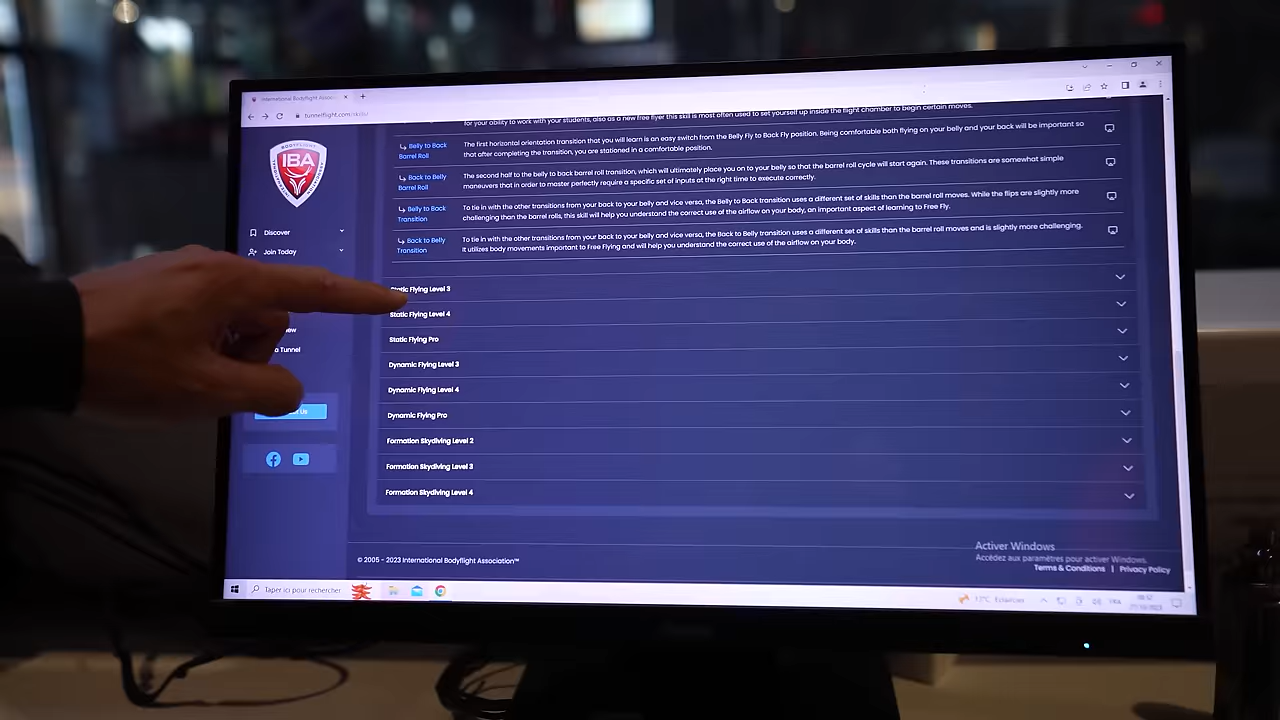 International Bodyflight Associ
tunnelflight.com/skills/
for your ability to work with your students, also as a new free flyer this skill is most often used to set yourself up inside the flight chamber to begin certain moves.
BODYFLIGHT
IBA
INTERNATIONAL
ASSOCIATION
Belly to Back
Barrel Roll
The first horizontal orientation transition that you will learn is an easy switch from the Belly Fly to Back Fly position. Being comfortable both flying on your belly and your back will be important so
that after completing the transition, you are stationed in a comfortable position.
Back to Belly
Barrel Roll
The second half to the belly to back barrel roll transition, which will ultimately place you on to your belly so that the barrel roll cycle will start again. These transitions are somewhat simple
maneuvers that in order to master perfectly require a specific set of inputs at the right time to execute correctly.
Belly to Back
Transition
To tie in with the other transitions from your back to your belly and vice versa, the Belly to Back transition uses a different set of skills than the barrel roll moves. While the flips are slightly more
challenging than the barrel rolls, this skill will help you understand the correct use of the airflow on your body, an important aspect of learning to Free Fly.
Back to Belly
Transition
To tie in with the other transitions from your back to your belly and vice versa, the Back to Belly transition uses a different set of skills than the barrel roll moves and is slightly more challenging.
It utilizes body movements important to Free Flying and will help you understand the correct use of the airflow on your body.
Discover
Join Today
Tunnel
Us
Static Flying Level 3
Static Flying Level 4
Static Flying Pro
Dynamic Flying Level 3
Dynamic Flying Level 4
Dynamic Flying Pro
Formation Skydiving Level 2
Formation Skydiving Level 3
Formation Skydiving Level 4
Activer Windows
Accédez aux paramètres pour activer Windows.
© 2005 - 2023 International Bodyflight Association™
Terms & Conditions | Privacy Policy
Taper ici pour rechercher
17°C Eclaircies
FRA